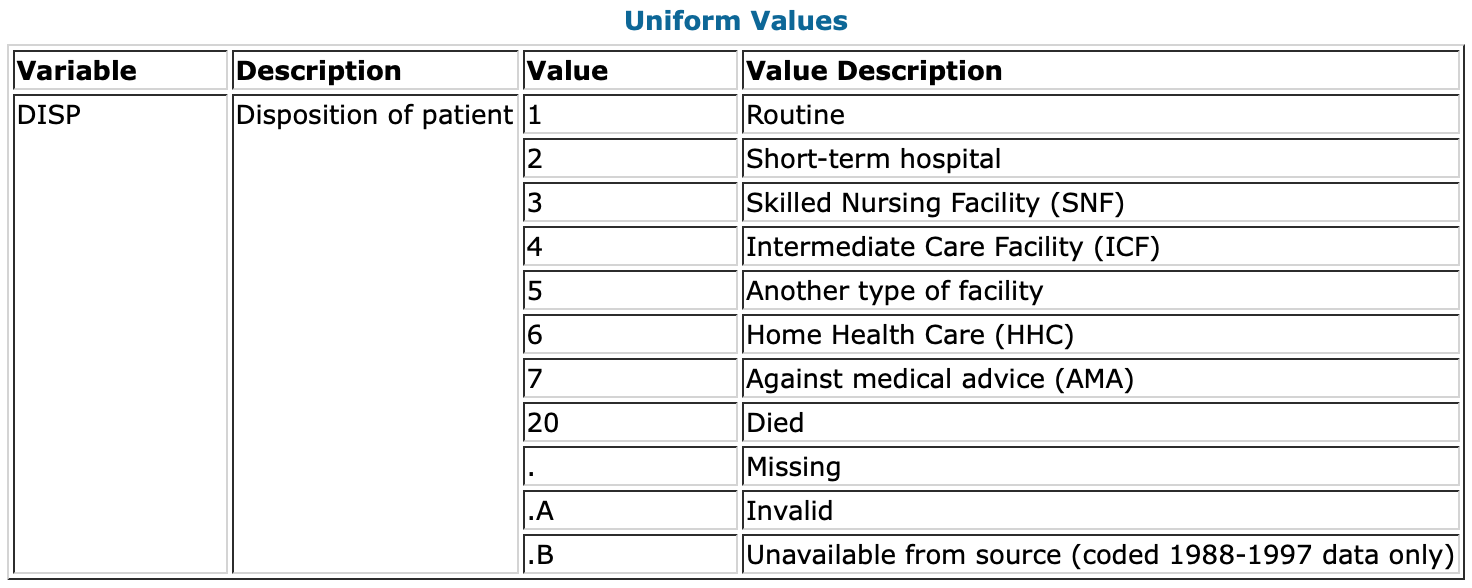 Uniform Values
Variable Description Value Value Description
DISP Disposition of patient 1 Routine
2 Short-term hospital
3 Skilled Nursing Facility (SNF)
4 Intermediate Care Facility (ICF)
5 Another type of facility
6 Home Health Care (HHC)
7 Against medical advice (AMA)
20 Died
. Missing
.A Invalid
.B Unavailable from source (coded 1988-1997 data only)